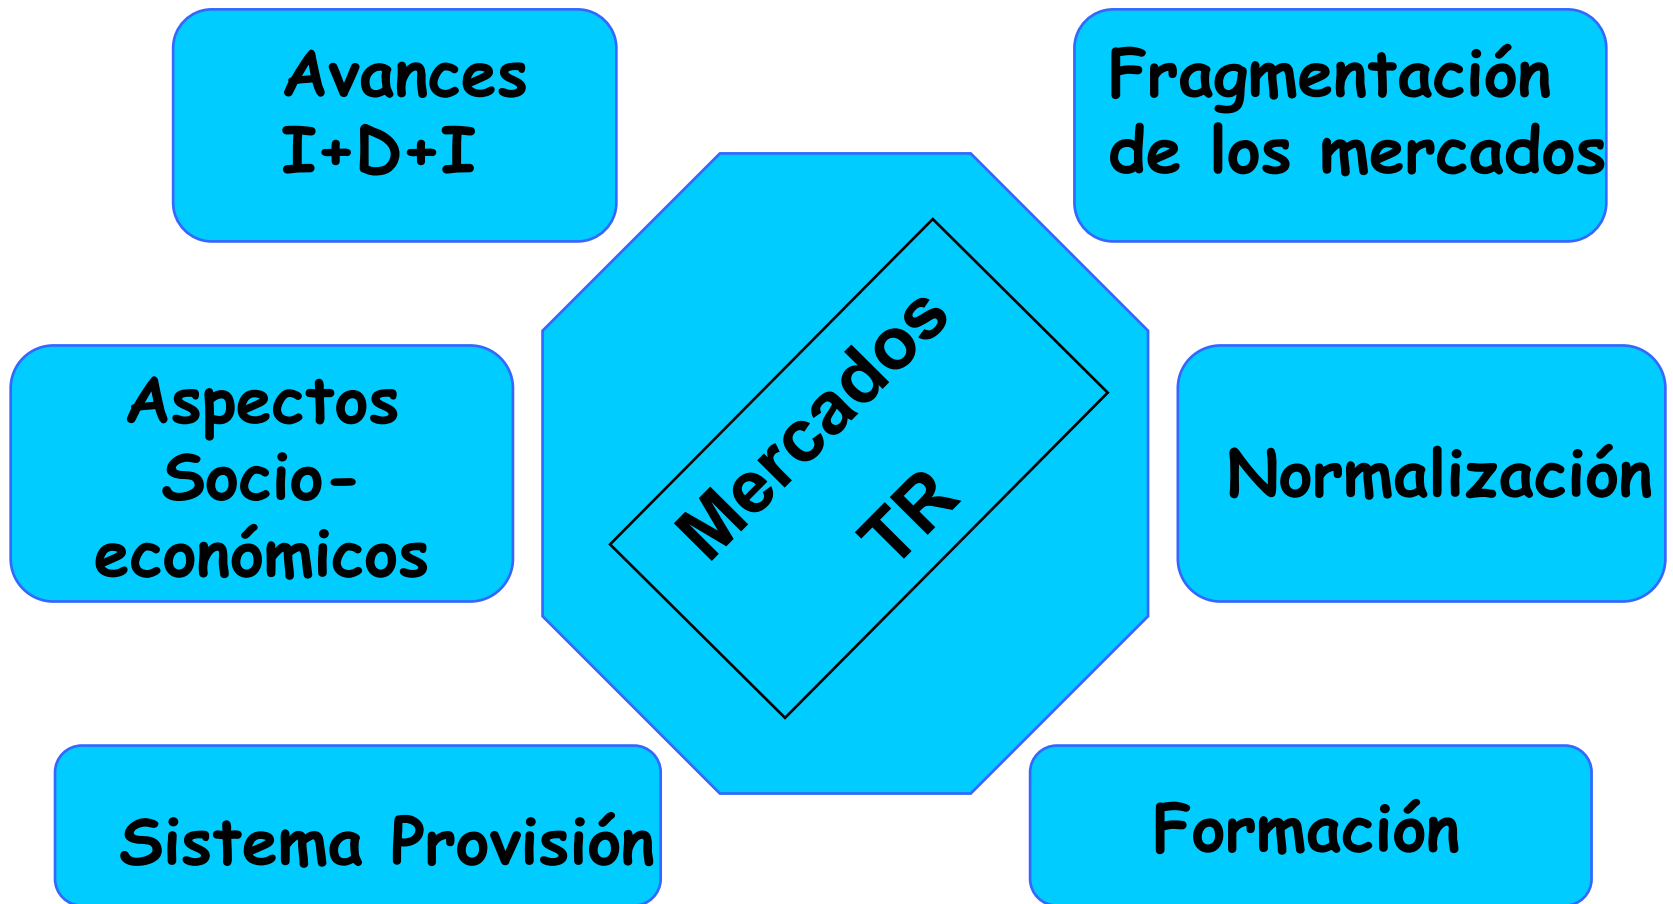 Avances
I+D+I
Fragmentación
de los mercados
Mercados
TR
Aspectos
Socio-
económicos
Normalización
Sistema Provisión
Formación